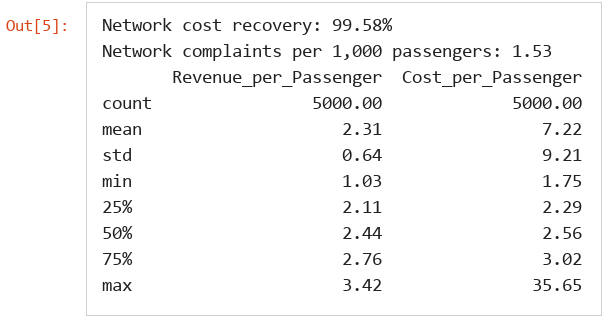 Out[5]:
Network cost recovery: 99.58%
Network complaints per 1,000 passengers: 1.53
Revenue_per_Passenger Cost_per_Passenger
count 5000.00 5000.00
mean 2.31 7.22
std 0.64 9.21
min 1.03 1.75
25% 2.11 2.29
50% 2.44 2.56
75% 2.76 3.02
max 3.42 35.65